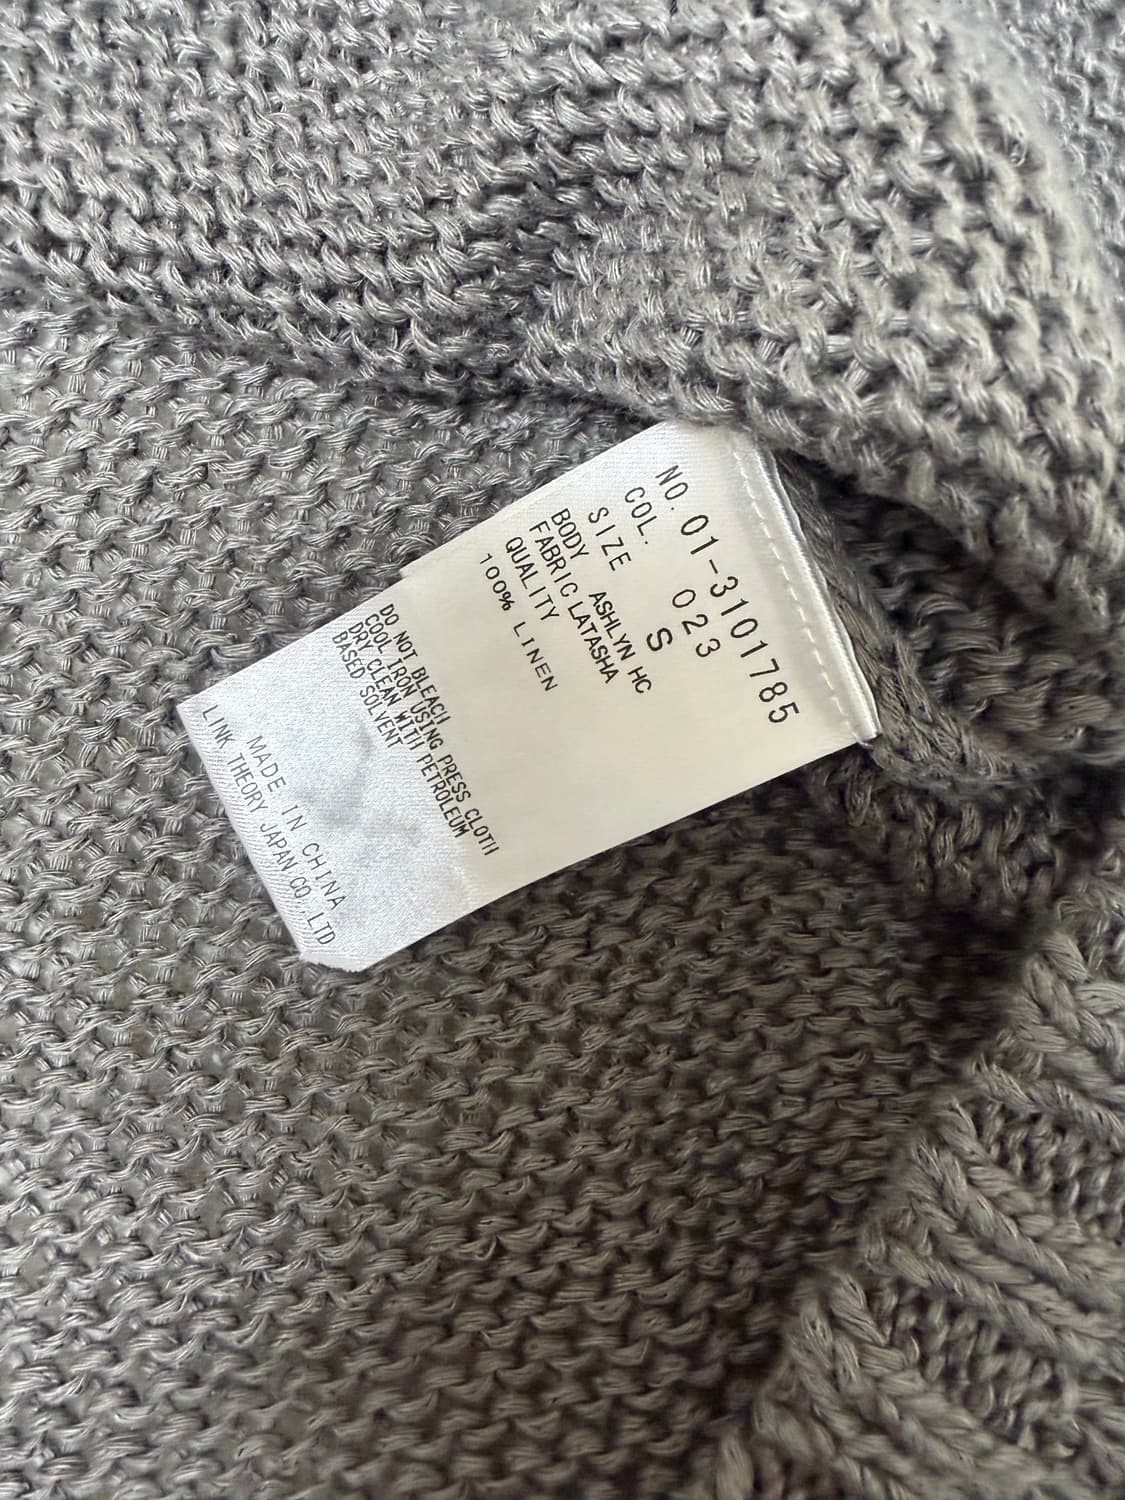 NO. 01-3101785
COL. 023
SIZE S
BODY ASHLYN HC
FABRIC LATASHA
QUALITY
100% LINEN
DO NOT BLEACH
COOL IRON USING PRESS CLOTH
DRY CLEAN WITH PETROLEUM
BASED SOLVENT
MADE IN CHINA
LINK THEORY JAPAN CO.,LTD